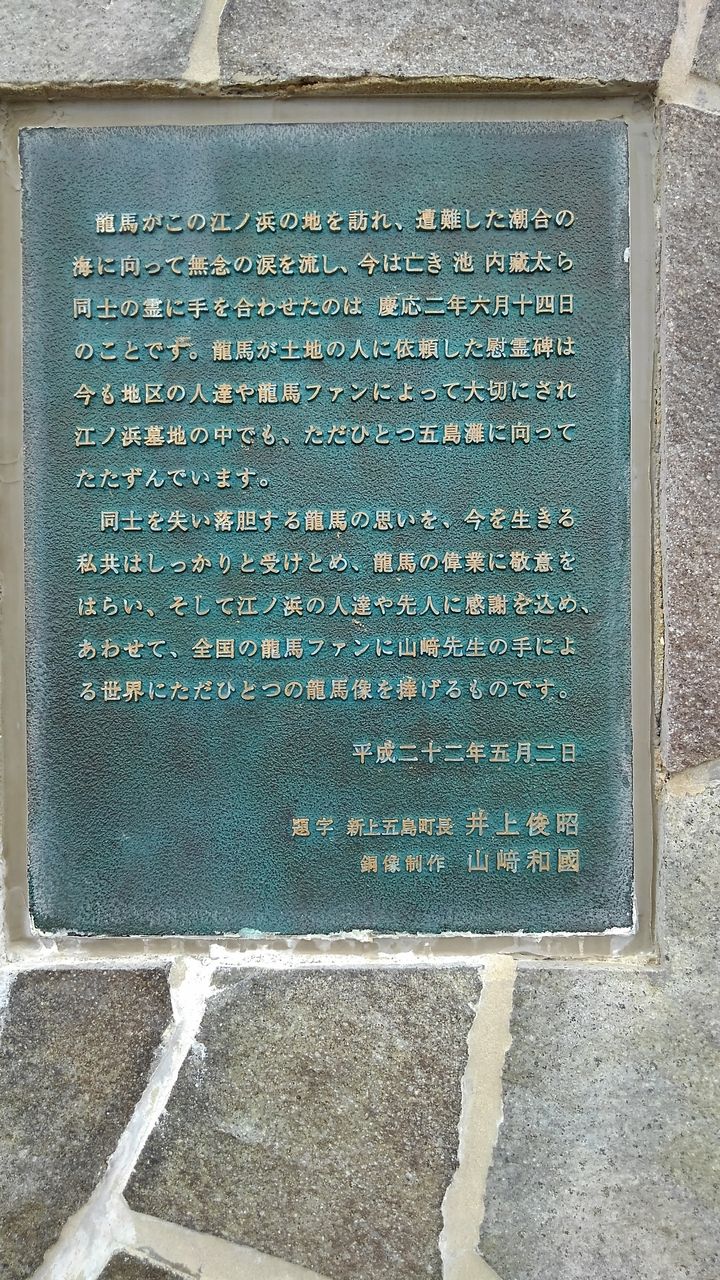 龍馬がこの江ノ浜の地を訪れ、遭難した潮合の
海に向って無念の涙を流し、今は亡き 池 内蔵太ら
同士の霊に手を合わせたのは 慶応二年六月十四日
のことです。龍馬が土地の人に依頼した慰霊碑は
今も地区の人達や龍馬ファンによって大切にされ
江ノ浜墓地の中でも、ただひとつ五島灘に向って
たたずんでいます。
同士を失い落胆する龍馬の思いを、今を生きる
私共はしっかりと受けとめ、龍馬の偉業に敬意を
はらい、そして江ノ浜の人達や先人に感謝を込め、
あわせて、全国の龍馬ファンに山﨑先生の手によ
る世界にただひとつの龍馬像を捧げるものです。
平成二十二年五月二日
題字 新上五島町長 井上俊昭
銅像制作 山﨑和國